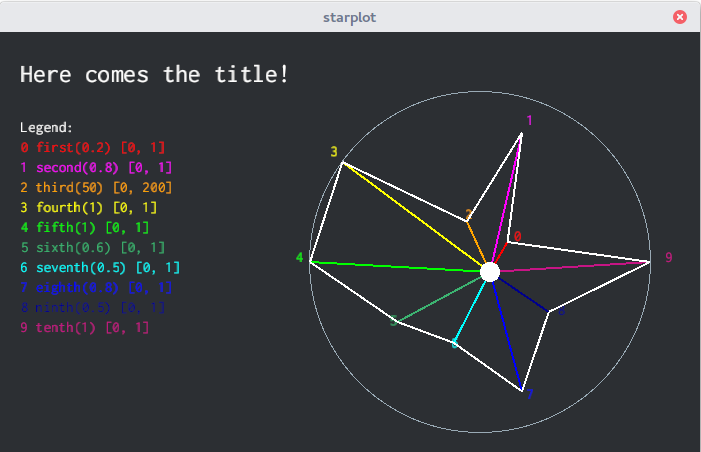 starplot
Here comes the title!
Legend:
0 first(0.2) [0, 1]
1 second(0.8) [0, 1]
2 third(50) [0, 200]
3 fourth(1) [0, 1]
4 fifth(1) [0, 1]
5 sixth(0.6) [0, 1]
6 seventh(0.5) [0, 1]
7 eighth(0.8) [0, 1]
8 ninth(0.5) [0, 1]
9 tenth(1) [0, 1]
1
3
2
0
4
9
8
5
6
7